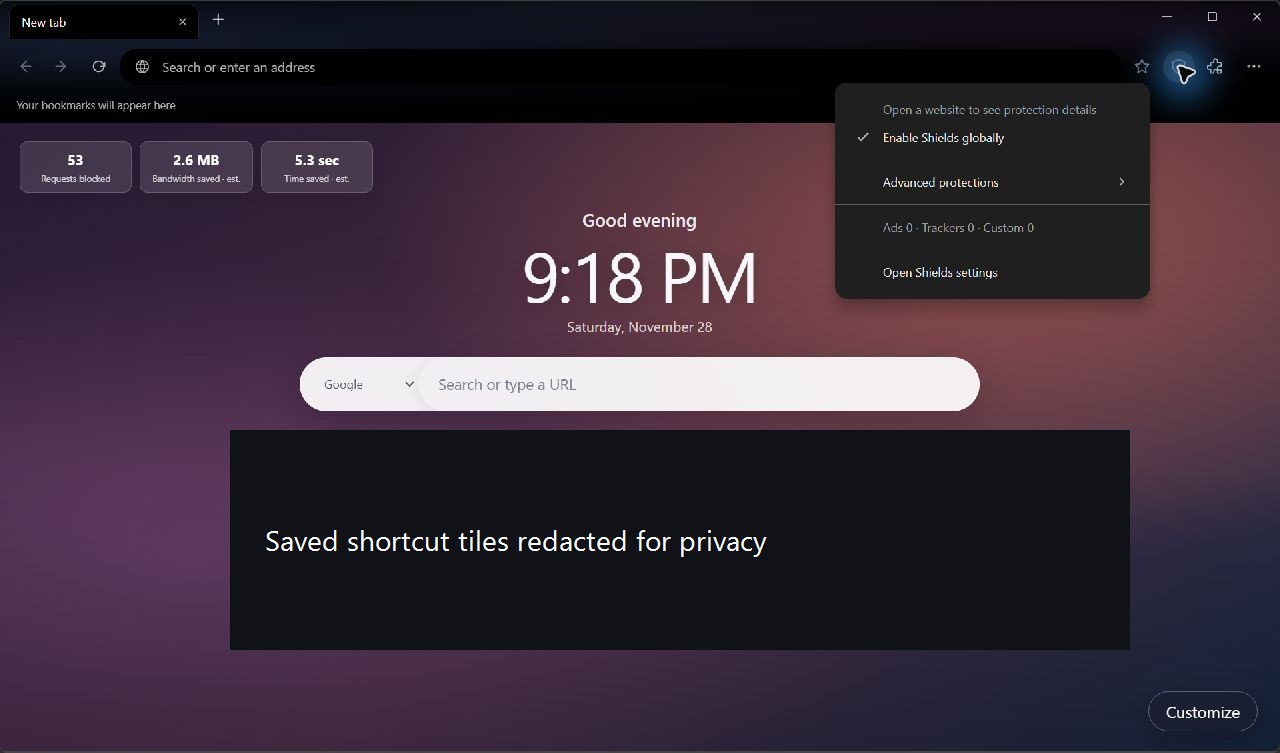 New tab
Search or enter an address
Your bookmarks will appear here
Open a website to see protection details
Enable Shields globally
Advanced protections
Ads 0 · Trackers 0 · Custom 0
Open Shields settings
53
Requests blocked
2.6 MB
Bandwidth saved · est.
5.3 sec
Time saved · est.
Good evening
9:18 PM
Saturday, November 28
Google
Search or type a URL
Saved shortcut tiles redacted for privacy
Customize